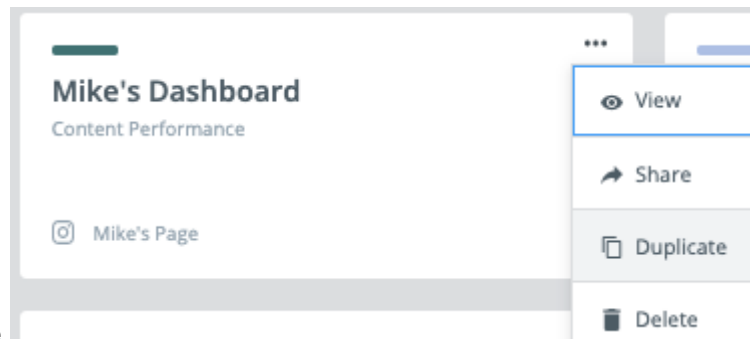 Mike's Dashboard
Content Performance
Mike's Page
View
Share
Duplicate
Delete